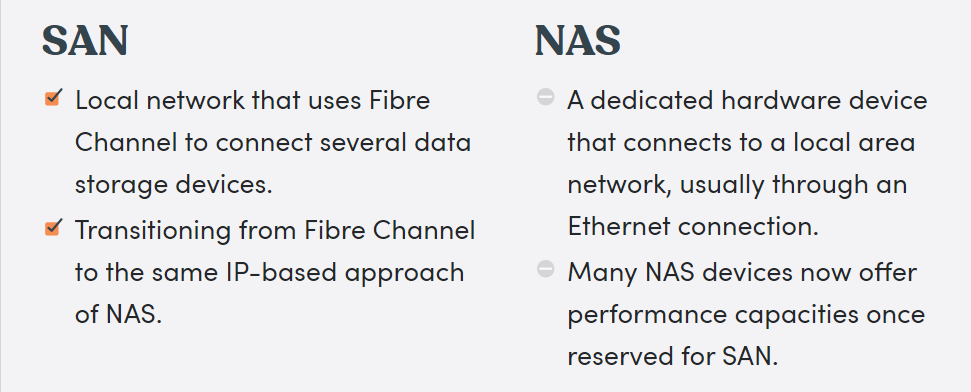 SAN
Local network that uses Fibre
Channel to connect several data
storage devices.
Transitioning from Fibre Channel
to the same IP-based approach
of NAS.
NAS
A dedicated hardware device
that connects to a local area
network, usually through an
Ethernet connection.
Many NAS devices now offer
performance capacities once
reserved for SAN.